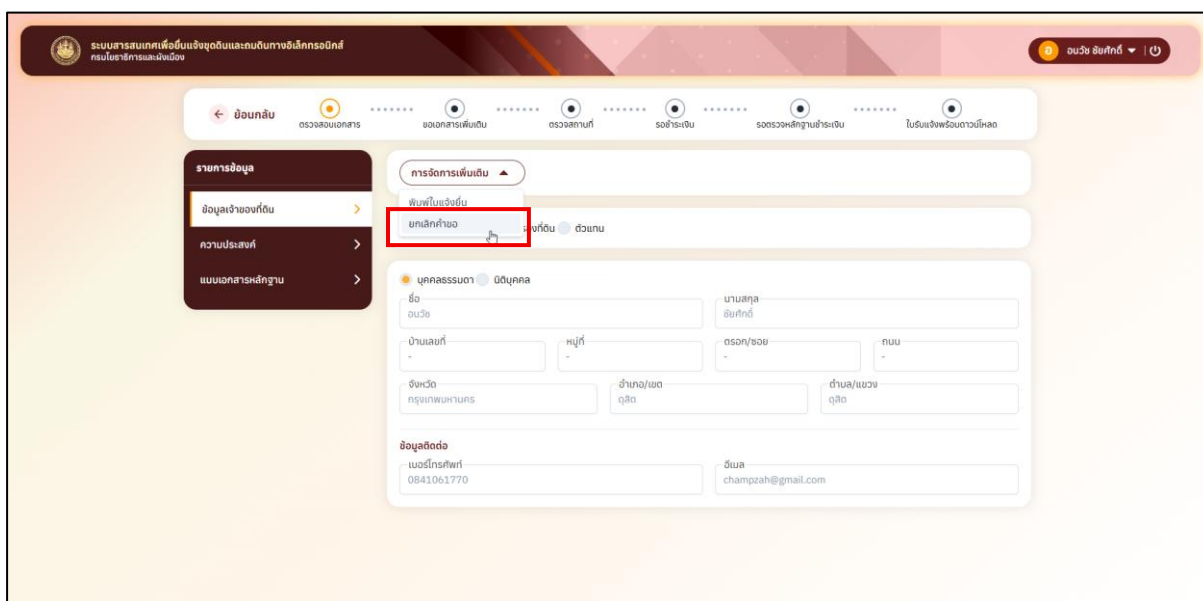 ระบบสารสนเทศเพื่อยื่นแจ้งขุดดินและถมดินทางอิเล็กทรอนิกส์
กรมโยธาธิการและผังเมือง
อ อนวัช ชัยศักดิ์
ย้อนกลับ
ตรวจสอบเอกสาร
ขอเอกสารเพิ่มเติม
ตรวจสถานที่
รอชำระเงิน
รอตรวจหลักฐานชำระเงิน
ใบรับแจ้งพร้อมดาวน์โหลด
รายการข้อมูล
ข้อมูลเจ้าของที่ดิน
ความประสงค์
แนบเอกสารหลักฐาน
การจัดการเพิ่มเติม
พิมพ์ใบแจ้งยื่น
ยกเลิกคำขอ
ที่ดิน ตัวแทน
บุคคลธรรมดา นิติบุคคล
ชื่อ นามสกุล
อนวัช ชัยศักดิ์
บ้านเลขที่ หมู่ที่ ตรอก/ซอย ถนน
- - - -
จังหวัด อำเภอ/เขต ตำบล/แขวง
กรุงเทพมหานคร ดุสิต ดุสิต
ข้อมูลติดต่อ
เบอร์โทรศัพท์ อีเมล
0841061770 champzah@gmail.com